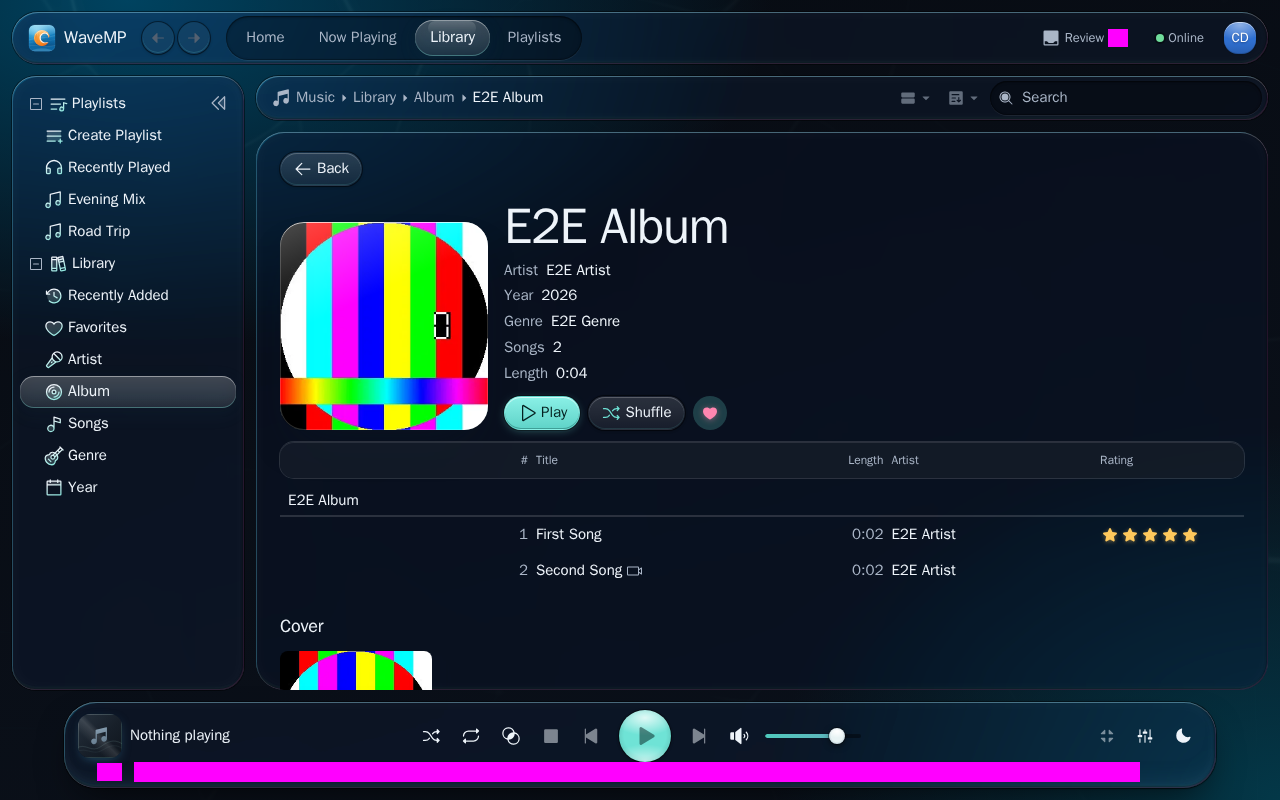 WaveMP
Home
Now Playing
Library
Playlists
Review
Online
CD
Playlists
Create Playlist
Recently Played
Evening Mix
Road Trip
Library
Recently Added
Favorites
Artist
Album
Songs
Genre
Year
Music
Library
Album
E2E Album
Search
Back
E2E Album
Artist E2E Artist
Year 2026
Genre E2E Genre
Songs 2
Length 0:04
Play
Shuffle
# Title Length Artist Rating
E2E Album
1 First Song 0:02 E2E Artist
2 Second Song 0:02 E2E Artist
Cover
Nothing playing